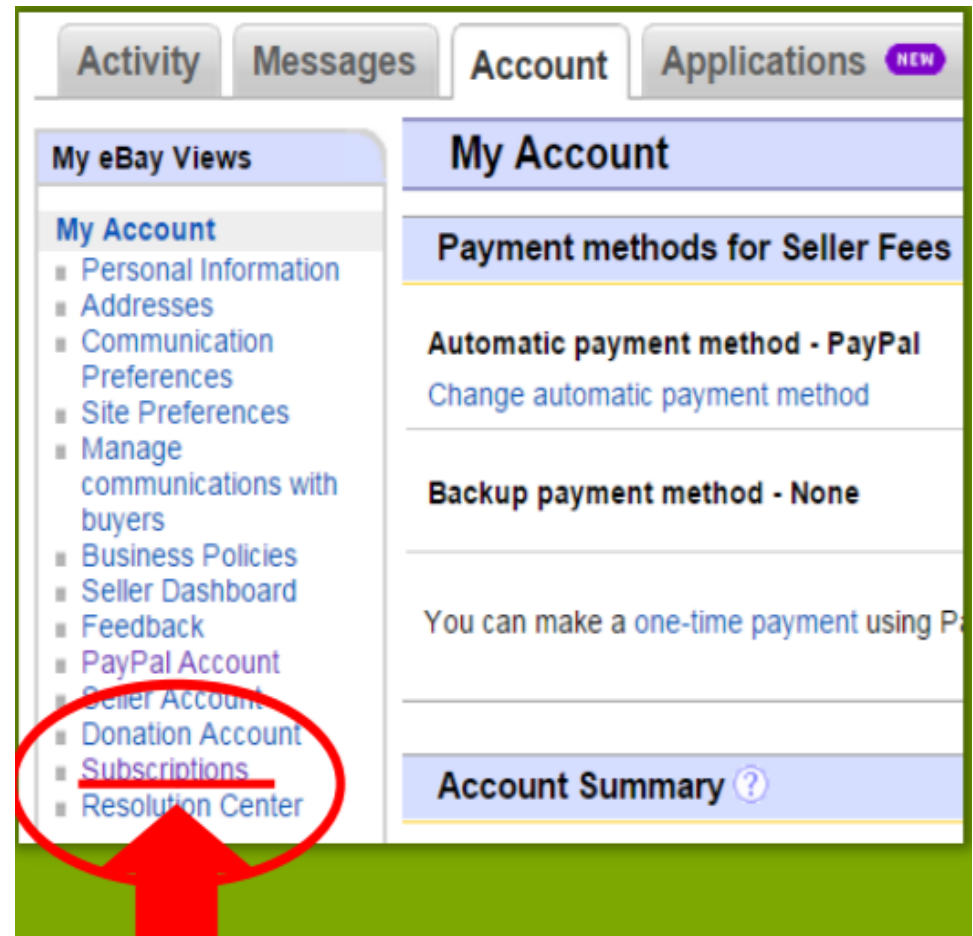 Activity Messages Account Applications NEW
My eBay Views
My Account
Personal Information
Addresses
Communication
Preferences
Site Preferences
Manage
communications with
buyers
Business Policies
Seller Dashboard
Feedback
PayPal Account
Seller Account
Donation Account
Subscriptions
Resolution Center
My Account
Payment methods for Seller Fees
Automatic payment method - PayPal
Change automatic payment method
Backup payment method - None
You can make a one-time payment using
Account Summary ?